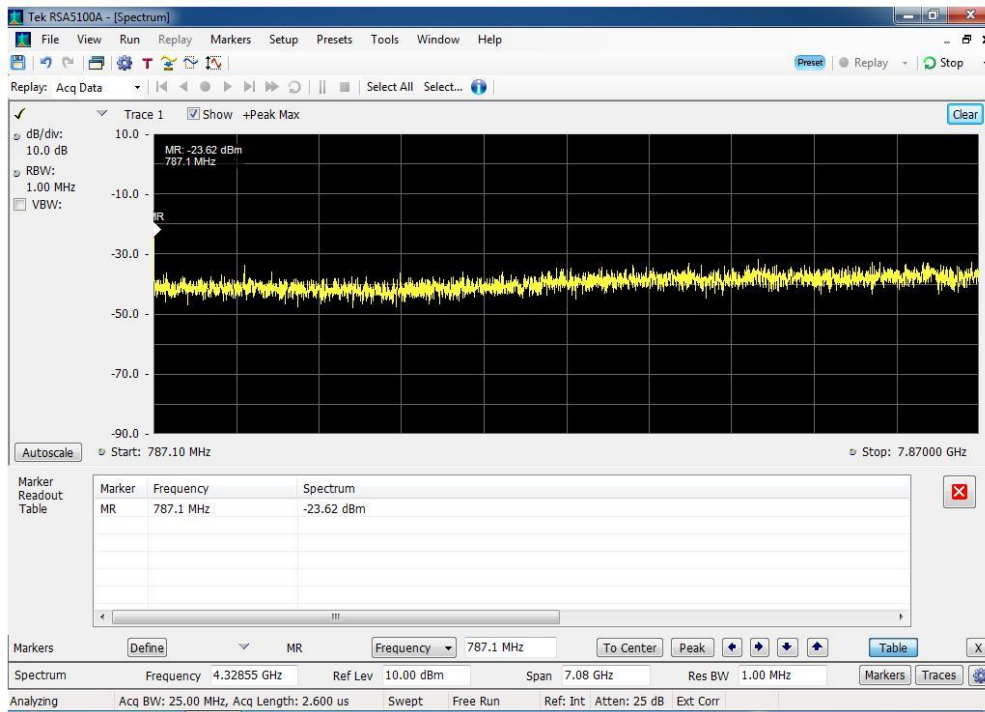 Tek RSA5100A - [Spectrum]
File View Run Replay Markers Setup Presets Tools Window Help
Preset Replay Stop
Replay: Acq Data Select All Select...
Trace 1 Show +Peak Max Clear
dB/div:
10.0 dB
RBW:
1.00 MHz
VBW:
10.0
MR: -23.62 dBm
787.1 MHz
-10.0
MR
-30.0
-50.0
-70.0
-90.0
Autoscale Start: 787.10 MHz Stop: 7.87000 GHz
Marker
Readout
Table
Marker Frequency Spectrum
MR 787.1 MHz -23.62 dBm
Markers Define MR Frequency 787.1 MHz To Center Peak Table X
Spectrum Frequency 4.32855 GHz Ref Lev 10.00 dBm Span 7.08 GHz Res BW 1.00 MHz Markers Traces
Analyzing Acq BW: 25.00 MHz, Acq Length: 2.600 us Swept Free Run Ref: Int Atten: 25 dB Ext Corr